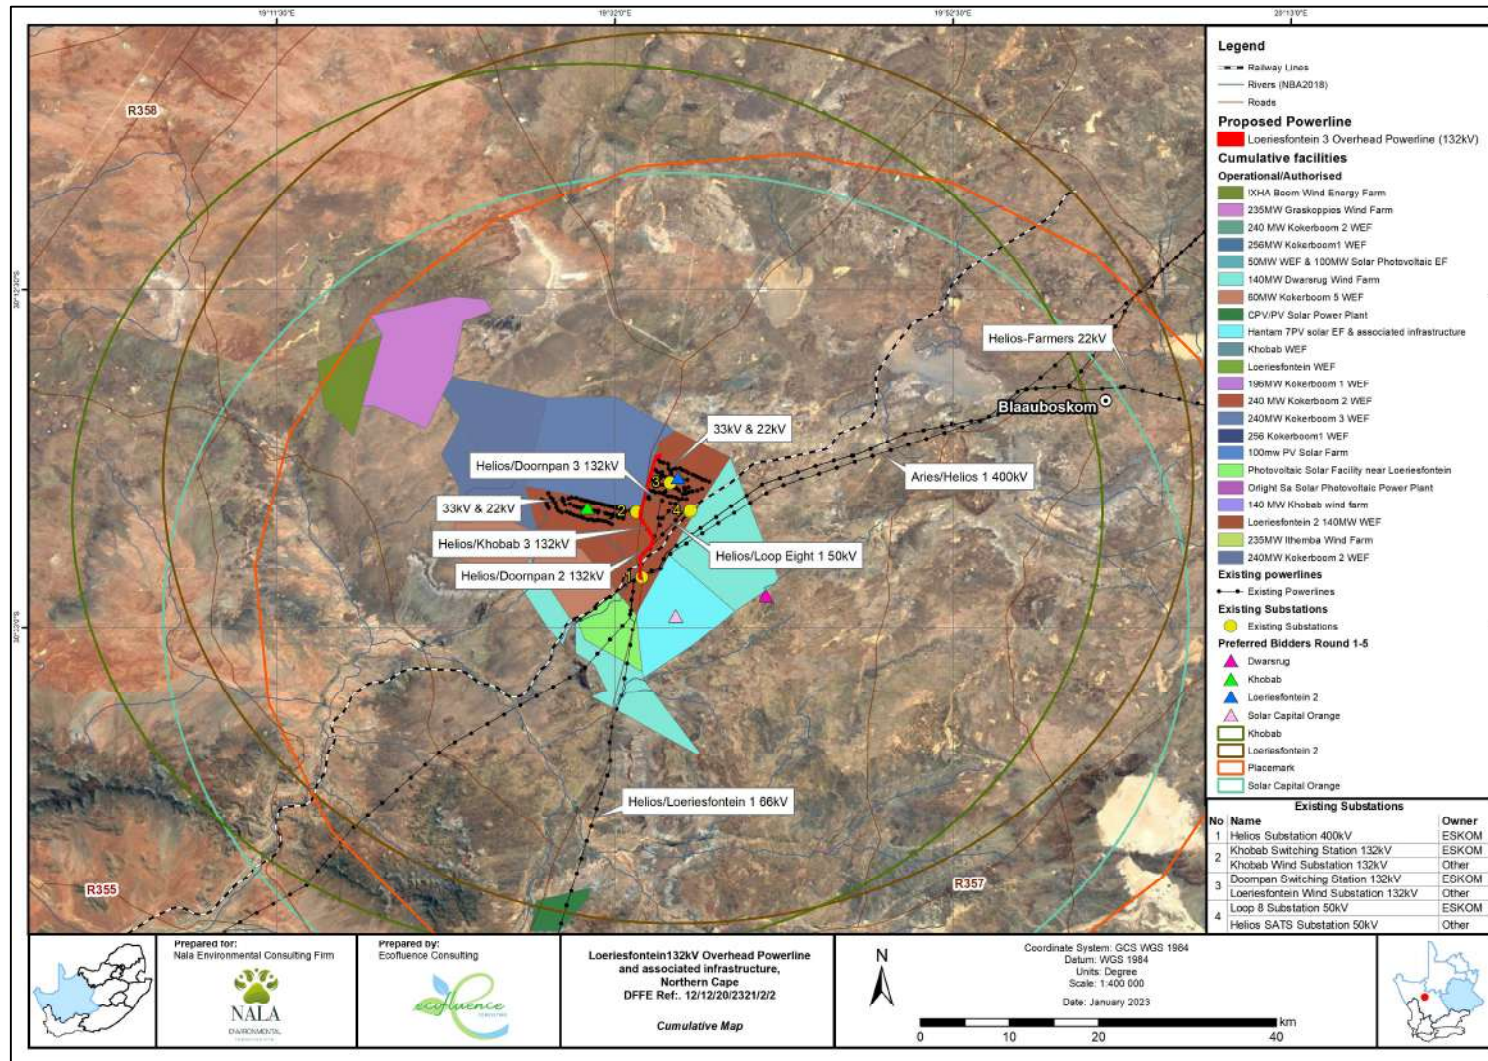 19°11'30"E
19°32'0"E
19°52'30"E
20°13'0"E
30°12'30"S
30°33'0"S
R358
Helios-Farmers 22kV
Blaauboskom
33kV & 22kV
Helios/Doornpan 3 132kV
3
Aries/Helios 1 400kV
33kV & 22kV
2
4
Helios/Khobab 3 132kV
Helios/Loop Eight 1 50kV
Helios/Doornpan 2 132kV
1
Helios/Loeriesfontein 1 66kV
R355
R357
Legend
Railway Lines
Rivers (NBA2018)
Roads
Proposed Powerline
Loeriesfontein 3 Overhead Powerline (132kV)
Cumulative facilities
Operational/Authorised
!XHA Boom Wind Energy Farm
235MW Graskoppies Wind Farm
240 MW Kokerboom 2 WEF
256MW Kokerboom1 WEF
50MW WEF & 100MW Solar Photovoltaic EF
140MW Dwarsrug Wind Farm
60MW Kokerboom 5 WEF
CPV/PV Solar Power Plant
Hantam 7PV solar EF & associated infrastructure
Khobab WEF
Loeriesfontein WEF
196MW Kokerboom 1 WEF
240 MW Kokerboom 2 WEF
240MW Kokerboom 3 WEF
256 Kokerboom1 WEF
100mw PV Solar Farm
Photovoltaic Solar Facility near Loeriesfontein
Orlight Sa Solar Photovoltaic Power Plant
140 MW Khobab wind farm
Loeriesfontein 2 140MW WEF
235MW Ithemba Wind Farm
240MW Kokerboom 2 WEF
Existing powerlines
Existing Powerlines
Existing Substations
Existing Substations
Preferred Bidders Round 1-5
Dwarsrug
Khobab
Loeriesfontein 2
Solar Capital Orange
Khobab
Loeriesfontein 2
Placemark
Solar Capital Orange
Existing Substations
No Name Owner
1 Helios Substation 400kV ESKOM
2 Khobab Switching Station 132kV ESKOM
Khobab Wind Substation 132kV Other
3 Doornpan Switching Station 132kV ESKOM
Loeriesfontein Wind Substation 132kV Other
4 Loop 8 Substation 50kV ESKOM
Helios SATS Substation 50kV Other
Prepared for:
Nala Environmental Consulting Firm
NALA
ENVIRONMENTAL
Prepared by:
Ecofluence Consulting
ecofluence
Loeriesfontein132kV Overhead Powerline
and associated infrastructure,
Northern Cape
DFFE Ref:. 12/12/20/2321/2/2
Cumulative Map
N
Coordinate System: GCS WGS 1984
Datum: WGS 1984
Units: Degree
Scale: 1:400 000
Date: January 2023
km
0 10 20 40